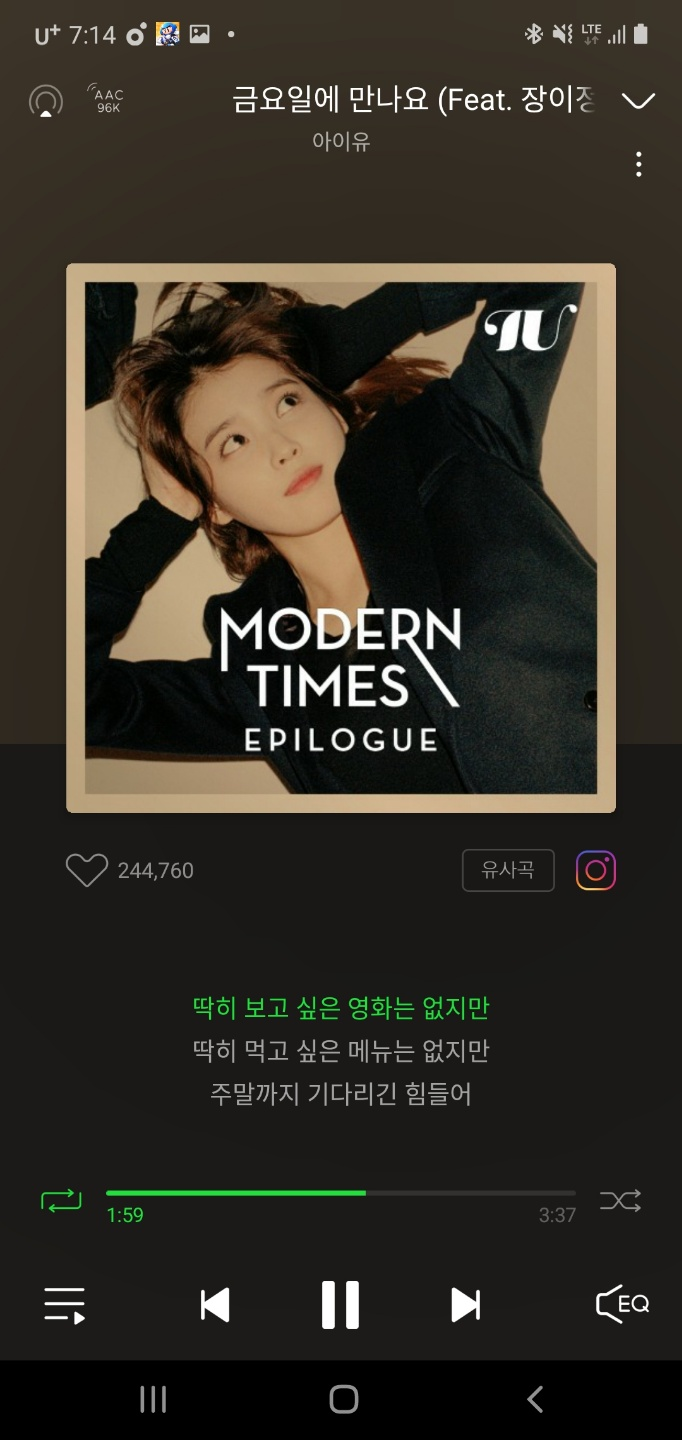 U⁺ 7:14
LTE
AAC
96K
금요일에 만나요 (Feat. 장이정
아이유
IU
MODERN
TIMES
EPILOGUE
244,760
유사곡
딱히 보고 싶은 영화는 없지만
딱히 먹고 싶은 메뉴는 없지만
주말까지 기다리긴 힘들어
1:59
3:37
EQ